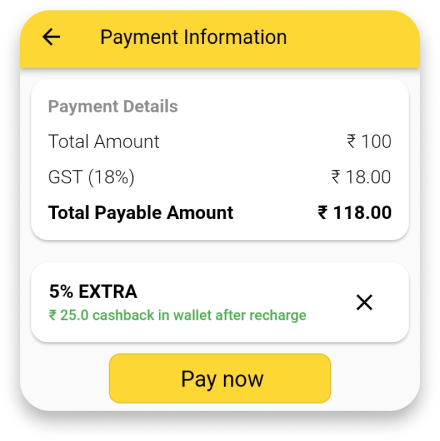 Payment Information
Payment Details
Total Amount ₹ 100
GST (18%) ₹ 18.00
Total Payable Amount ₹ 118.00
5% EXTRA
₹ 25.0 cashback in wallet after recharge
Pay now